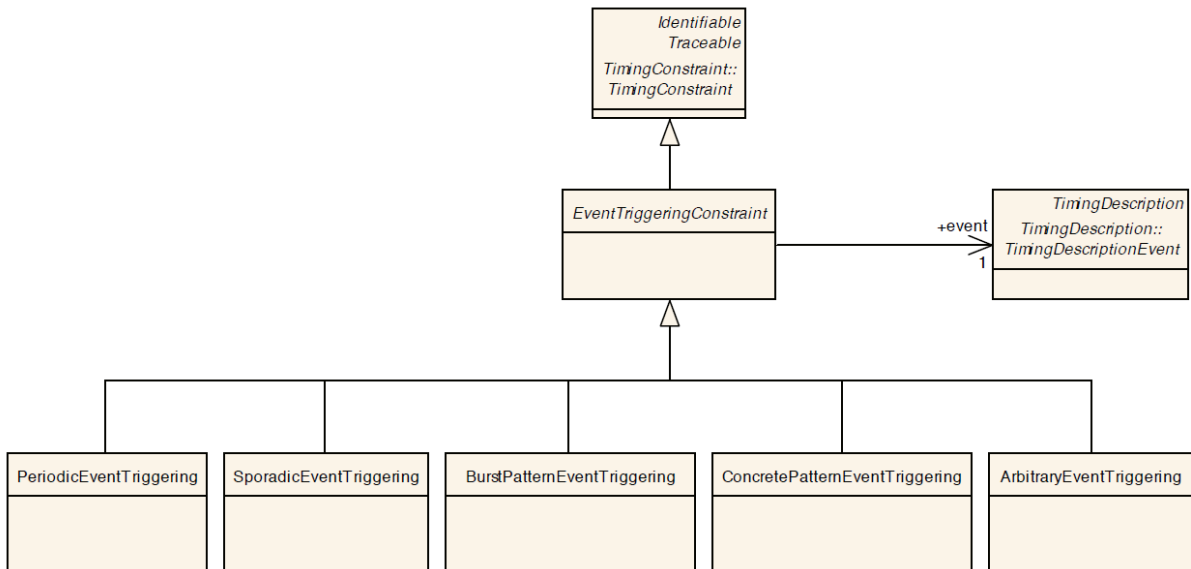 Identifiable
Traceable
TimingConstraint::
TimingConstraint
EventTriggeringConstraint
+event
1
TimingDescription
TimingDescription::
TimingDescriptionEvent
PeriodicEventTriggering
SporadicEventTriggering
BurstPatternEventTriggering
ConcretePatternEventTriggering
ArbitraryEventTriggering